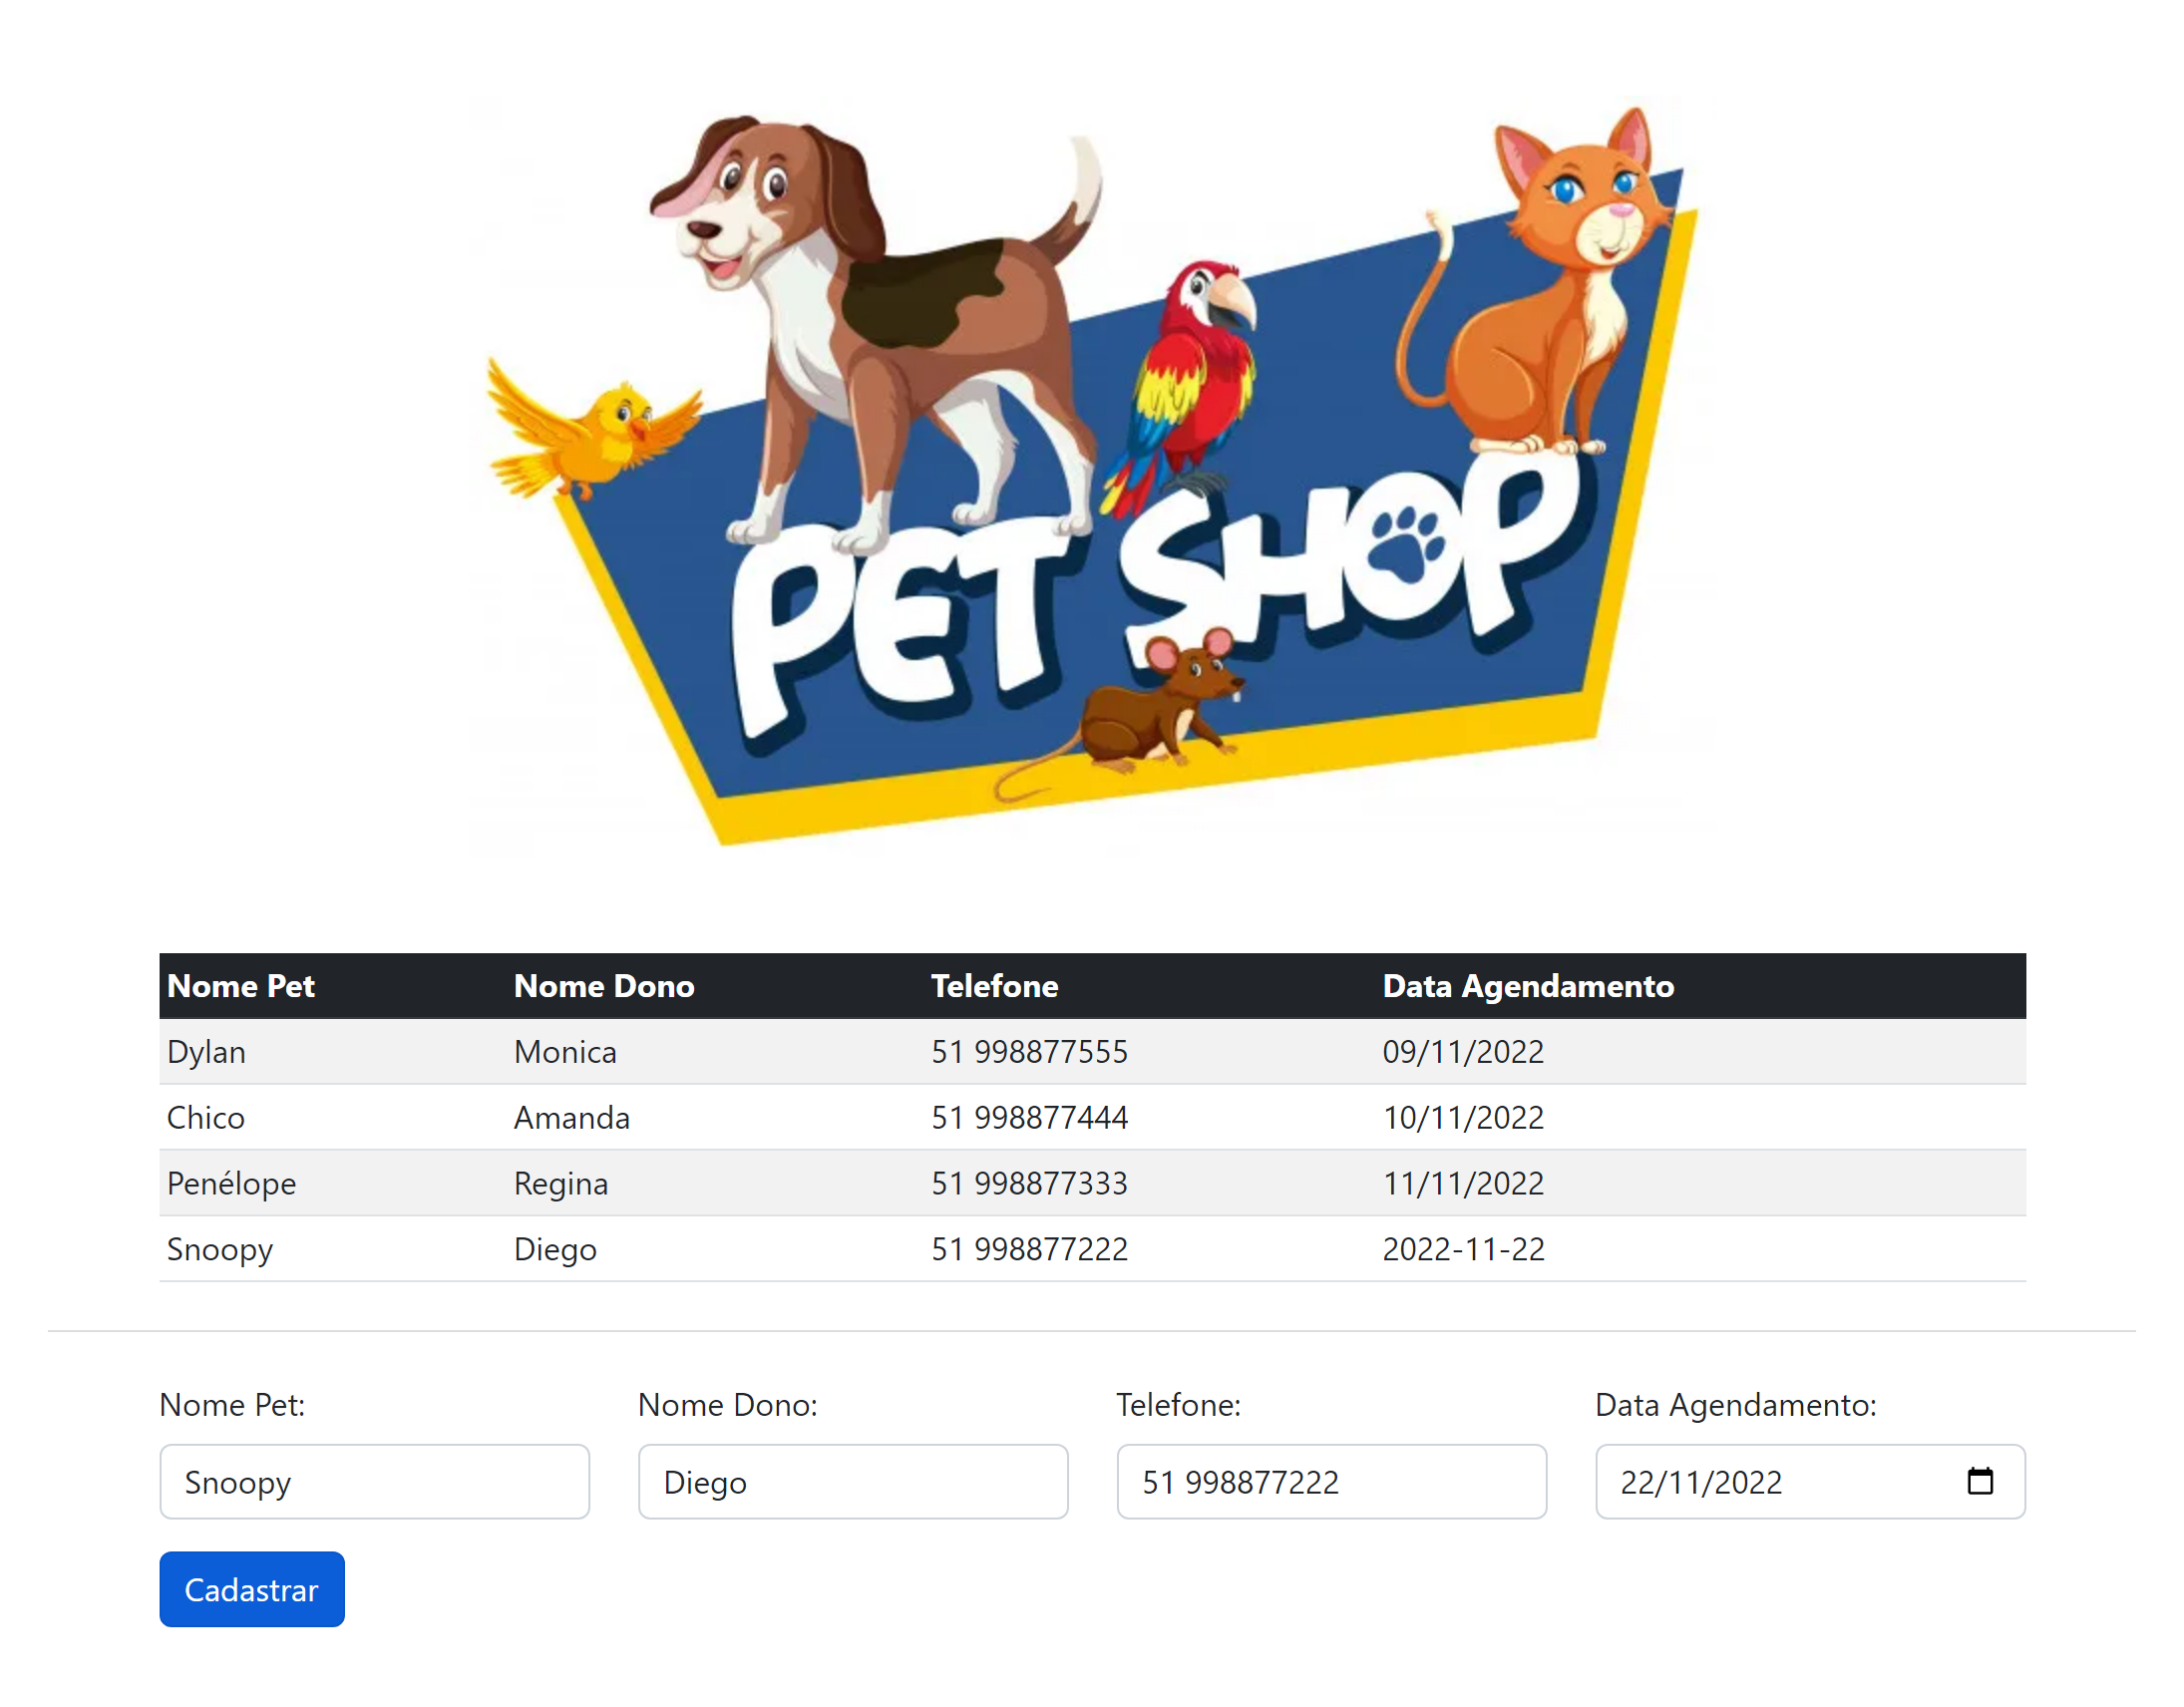 PET SHOP
Nome Pet Nome Dono Telefone Data Agendamento
Dylan Monica 51 998877555 09/11/2022
Chico Amanda 51 998877444 10/11/2022
Penélope Regina 51 998877333 11/11/2022
Snoopy Diego 51 998877222 2022-11-22
Nome Pet: Nome Dono: Telefone: Data Agendamento:
Snoopy Diego 51 998877222 22/11/2022
Cadastrar